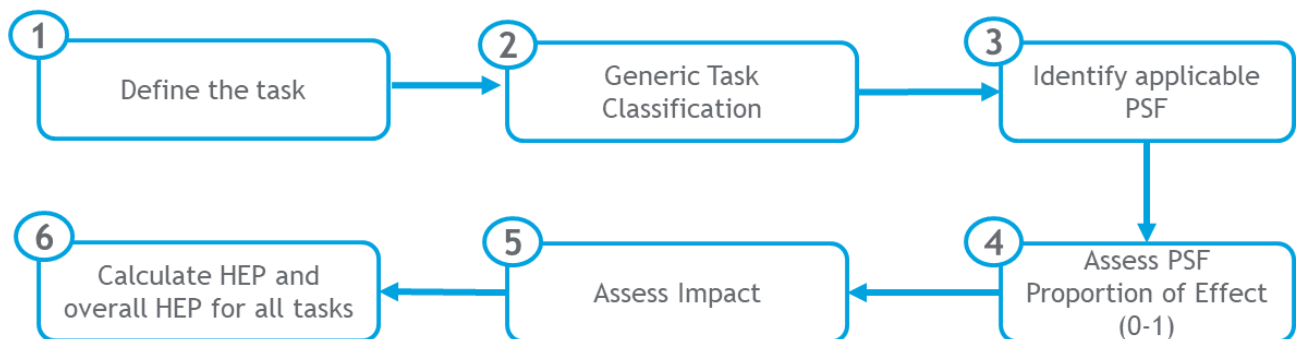 1
Define the task
2
Generic Task
Classification
3
Identify applicable
PSF
4
Assess PSF
Proportion of Effect
(0-1)
5
Assess Impact
6
Calculate HEP and
overall HEP for all tasks